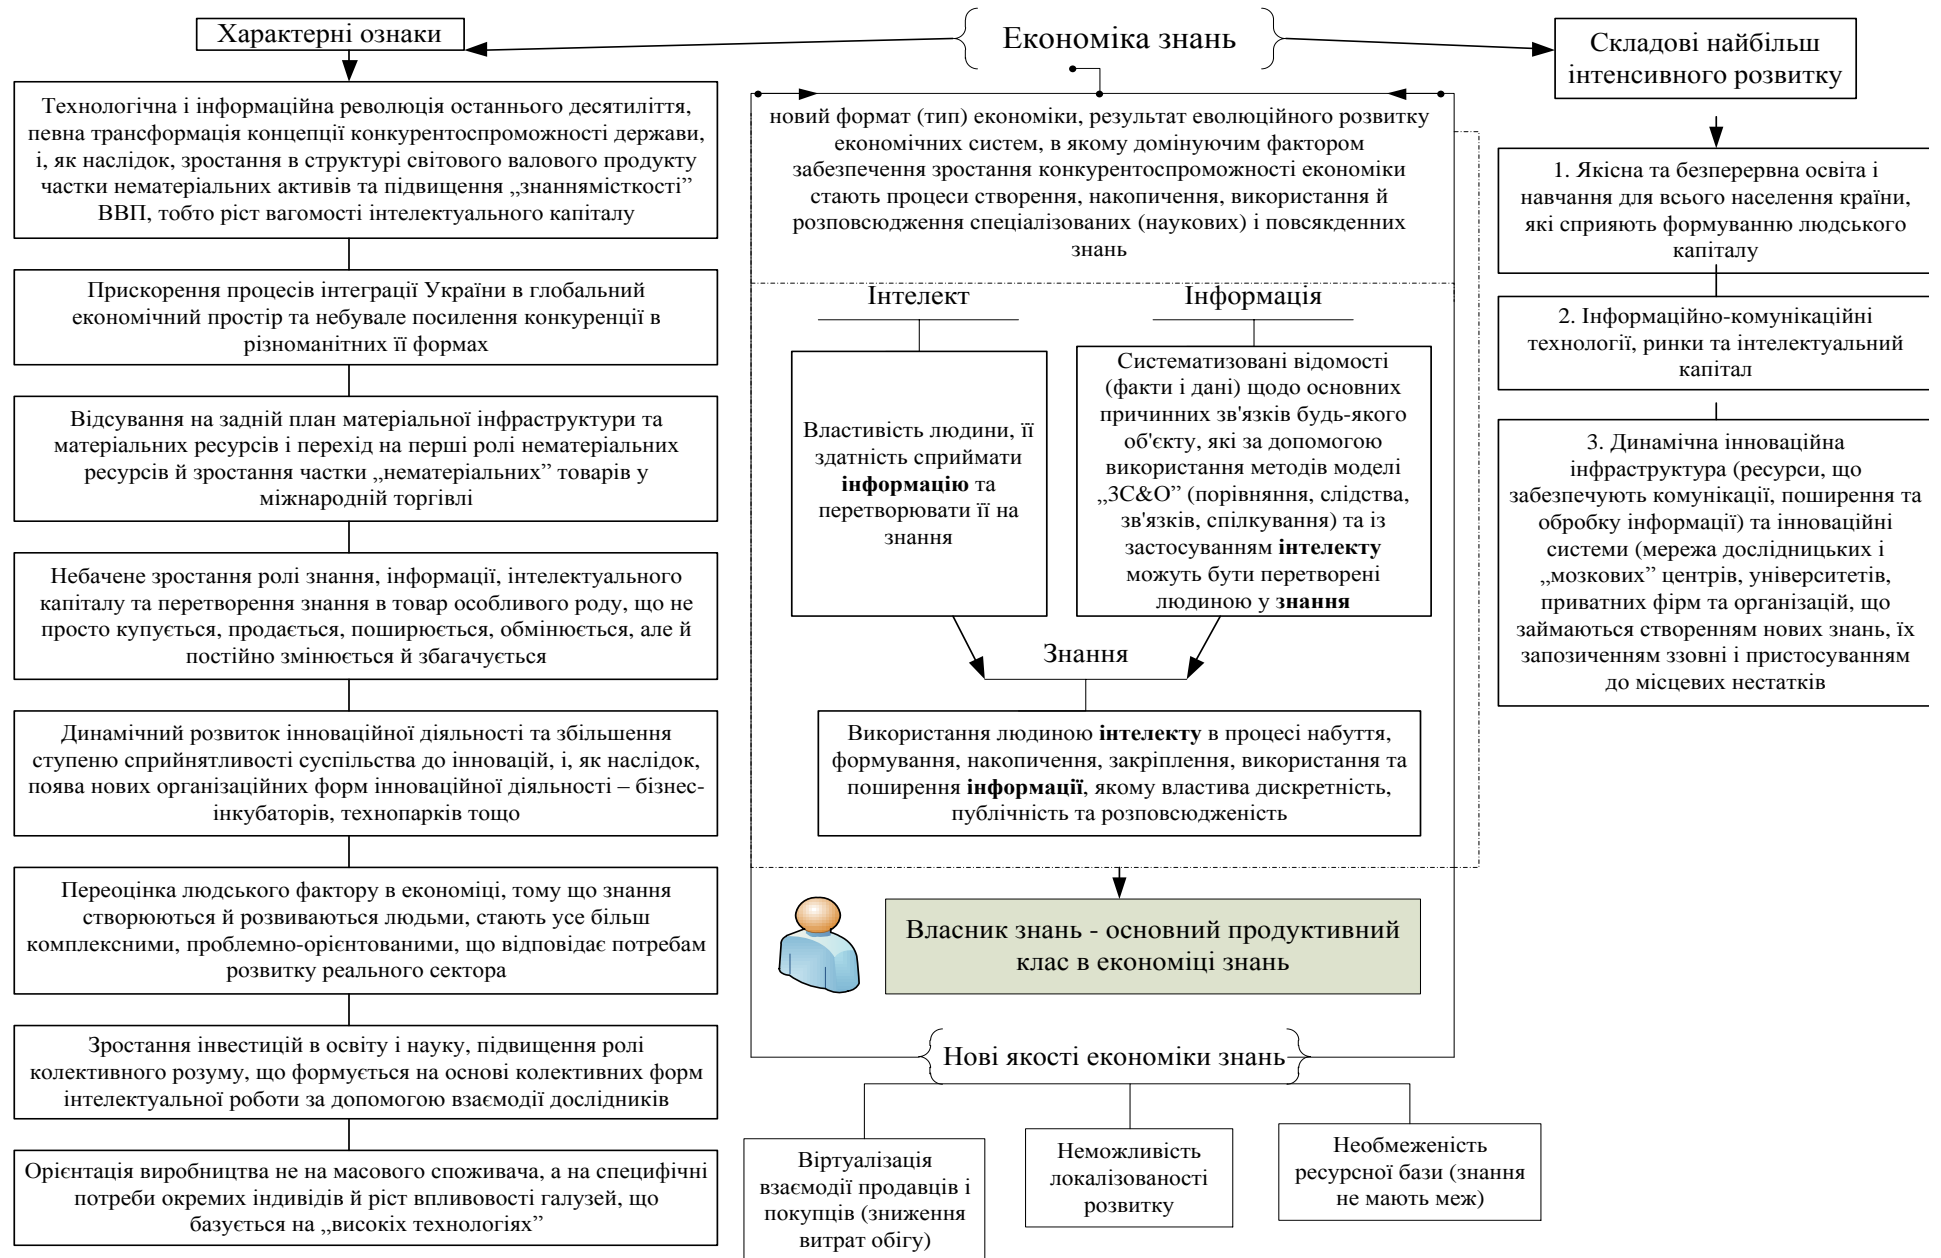 Економіка знань
Характерні ознаки
Технологічна і інформаційна революція останнього десятиліття,
певна трансформація концепції конкурентоспроможності держави,
і, як наслідок, зростання в структурі світового валового продукту
частки нематеріальних активів та підвищення „знаннямісткості”
ВВП, тобто ріст вагомості інтелектуального капіталу
Прискорення процесів інтеграції України в глобальний
економічний простір та небувале посилення конкуренції в
різноманітних її формах
Відсування на задній план матеріальної інфраструктури та
матеріальних ресурсів і перехід на перші ролі нематеріальних
ресурсів й зростання частки „нематеріальних” товарів у
міжнародній торгівлі
Небачене зростання ролі знання, інформації, інтелектуального
капіталу та перетворення знання в товар особливого роду, що не
просто купується, продається, поширюється, обмінюється, але й
постійно змінюється й збагачується
Динамічний розвиток інноваційної діяльності та збільшення
ступеню сприйнятливості суспільства до інновацій, і, як наслідок,
поява нових організаційних форм інноваційної діяльності – бізнес-
інкубаторів, технопарків тощо
Переоцінка людського фактору в економіці, тому що знання
створюються й розвиваються людьми, стають усе більш
комплексними, проблемно-орієнтованими, що відповідає потребам
розвитку реального сектора
Зростання інвестицій в освіту і науку, підвищення ролі
колективного розуму, що формується на основі колективних форм
інтелектуальної роботи за допомогою взаємодії дослідників
Орієнтація виробництва не на масового споживача, а на специфічні
потреби окремих індивідів й ріст впливовості галузей, що
базується на „високіх технологіях”
новий формат (тип) економіки, результат еволюційного розвитку
економічних систем, в якому домінуючим фактором
забезпечення зростання конкурентоспроможності економіки
стають процеси створення, накопичення, використання й
розповсюдження спеціалізованих (наукових) і повсякденних
знань
Інтелект
Властивість людини, її
здатність сприймати
інформацію та
перетворювати її на
знання
Інформація
Систематизовані відомості
(факти і дані) щодо основних
причинних зв'язків будь-якого
об'єкту, які за допомогою
використання методів моделі
„3C&O” (порівняння, слідства,
зв'язків, спілкування) та із
застосуванням інтелекту
можуть бути перетворені
людиною у знання
Знання
Використання людиною інтелекту в процесі набуття,
формування, накопичення, закріплення, використання та
поширення інформації, якому властива дискретність,
публічність та розповсюдженість
Власник знань - основний продуктивний
клас в економіці знань
Нові якості економіки знань
Віртуалізація
взаємодії продавців і
покупців (зниження
витрат обігу)
Неможливість
локалізованості
розвитку
Необмеженість
ресурсної бази (знання
не мають меж)
Складові найбільш
інтенсивного розвитку
1. Якісна та безперервна освіта і
навчання для всього населення країни,
які сприяють формуванню людського
капіталу
2. Інформаційно-комунікаційні
технології, ринки та інтелектуальний
капітал
3. Динамічна інноваційна
інфраструктура (ресурси, що
забезпечують комунікації, поширення та
обробку інформації) та інноваційні
системи (мережа дослідницьких і
„мозкових” центрів, університетів,
приватних фірм та організацій, що
займаються створенням нових знань, їх
запозиченням ззовні і пристосуванням
до місцевих нестатків